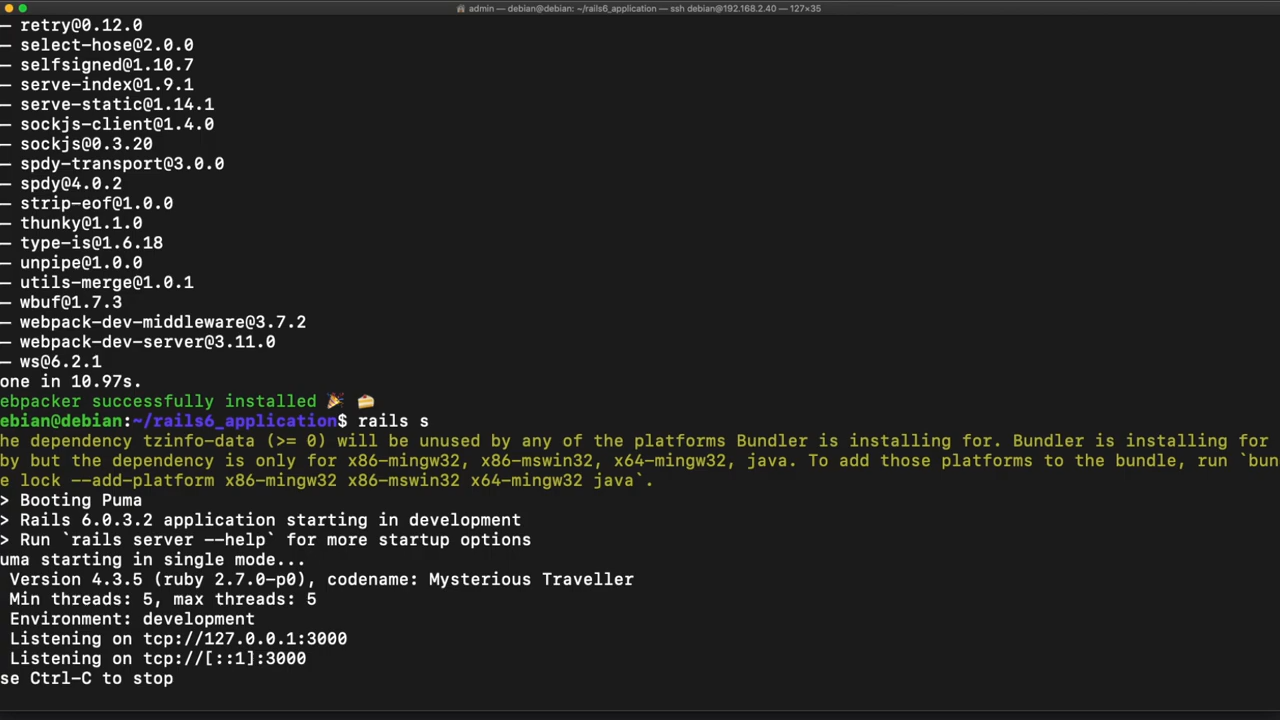 admin — debian@debian: ~/rails6_application — ssh debian@192.168.2.40 — 127×35
— retry@0.12.0
— select-hose@2.0.0
— selfsigned@1.10.7
— serve-index@1.9.1
— serve-static@1.14.1
— sockjs-client@1.4.0
— sockjs@0.3.20
— spdy-transport@3.0.0
— spdy@4.0.2
— strip-eof@1.0.0
— thunky@1.1.0
— type-is@1.6.18
— unpipe@1.0.0
— utils-merge@1.0.1
— wbuf@1.7.3
— webpack-dev-middleware@3.7.2
— webpack-dev-server@3.11.0
— ws@6.2.1
one in 10.97s.
ebpacker successfully installed 🎉 🍰
ebian@debian:~/rails6_application$ rails s
he dependency tzinfo-data (>= 0) will be unused by any of the platforms Bundler is installing for. Bundler is installing for
by but the dependency is only for x86-mingw32, x86-mswin32, x64-mingw32, java. To add those platforms to the bundle, run `bun
e lock --add-platform x86-mingw32 x86-mswin32 x64-mingw32 java`.
> Booting Puma
> Rails 6.0.3.2 application starting in development
> Run `rails server --help` for more startup options
uma starting in single mode...
Version 4.3.5 (ruby 2.7.0-p0), codename: Mysterious Traveller
Min threads: 5, max threads: 5
Environment: development
Listening on tcp://127.0.0.1:3000
Listening on tcp://[::1]:3000
se Ctrl-C to stop